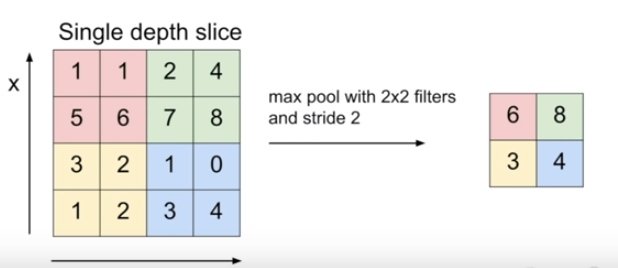 Single depth slice
x
1 1 2 4
5 6 7 8
3 2 1 0
1 2 3 4
max pool with 2x2 filters
and stride 2
6 8
3 4